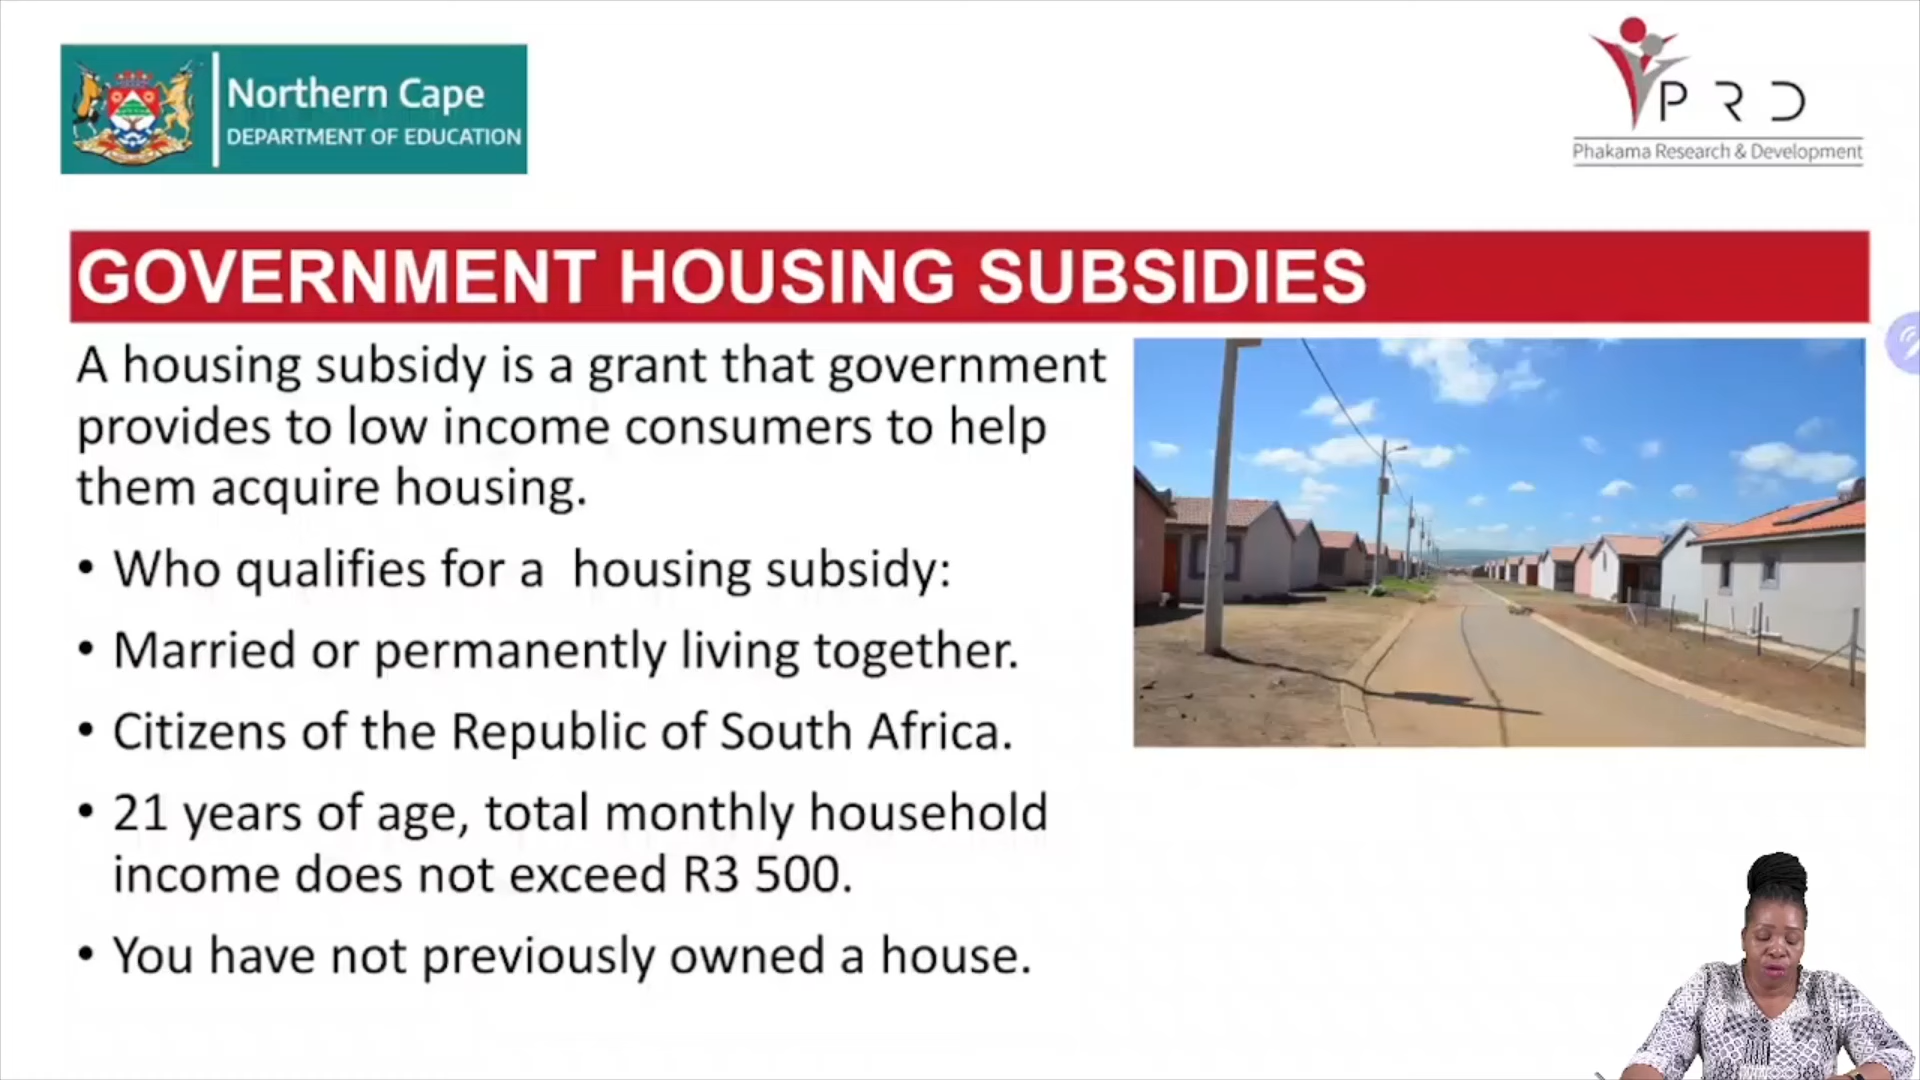 Northern Cape
DEPARTMENT OF EDUCATION
PRD
Phakama Research & Development
GOVERNMENT HOUSING SUBSIDIES
A housing subsidy is a grant that government
provides to low income consumers to help
them acquire housing.
• Who qualifies for a  housing subsidy:
• Married or permanently living together.
• Citizens of the Republic of South Africa.
• 21 years of age, total monthly household
income does not exceed R3 500.
• You have not previously owned a house.